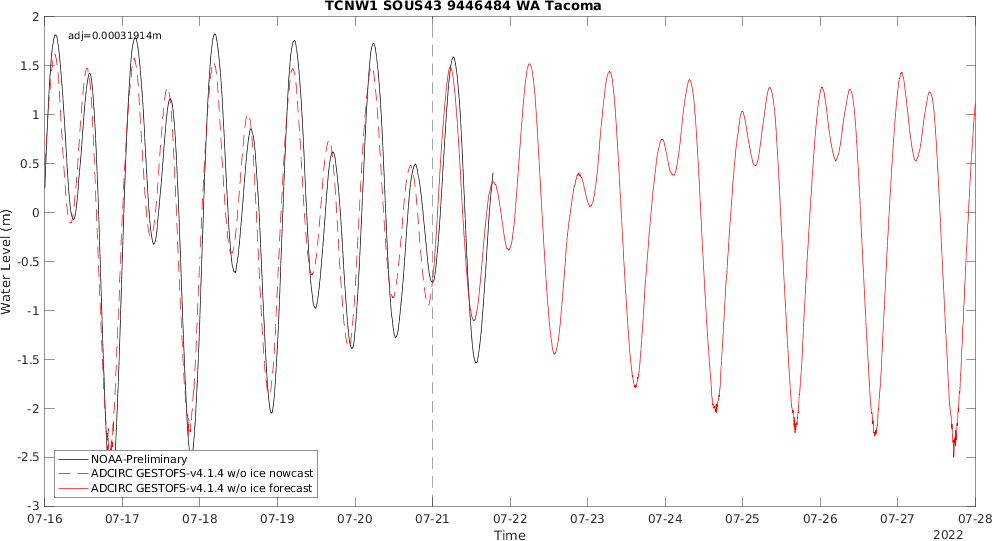 TCNW1 SOUS43 9446484 WA Tacoma
adj=0.00031914m
2
1.5
1
0.5
0
-0.5
-1
-1.5
-2
-2.5
-3
Water Level (m)
NOAA-Preliminary
ADCIRC GESTOFS-v4.1.4 w/o ice nowcast
ADCIRC GESTOFS-v4.1.4 w/o ice forecast
07-16 07-17 07-18 07-19 07-20 07-21 07-22 07-23 07-24 07-25 07-26 07-27 07-28
Time
2022